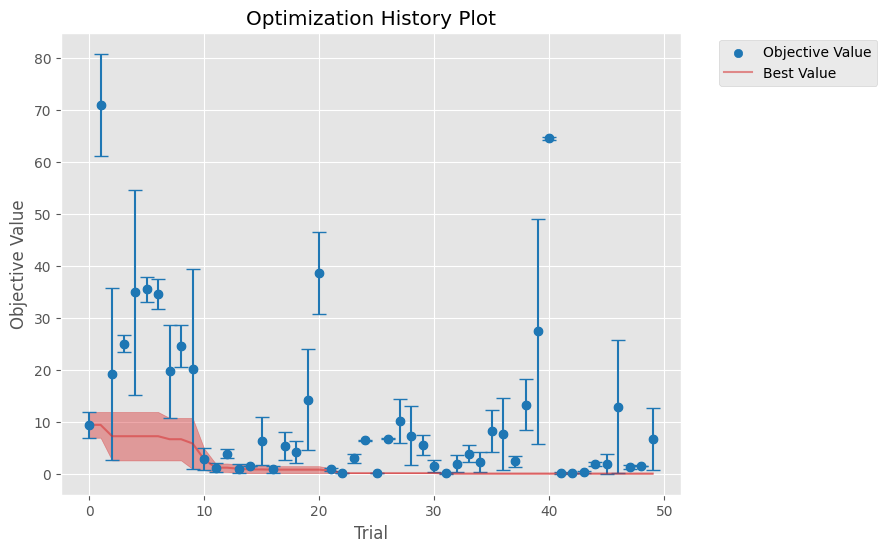 Optimization History Plot
Objective Value
Best Value
Objective Value
80
70
60
50
40
30
20
10
0
0 10 20 30 40 50
Trial